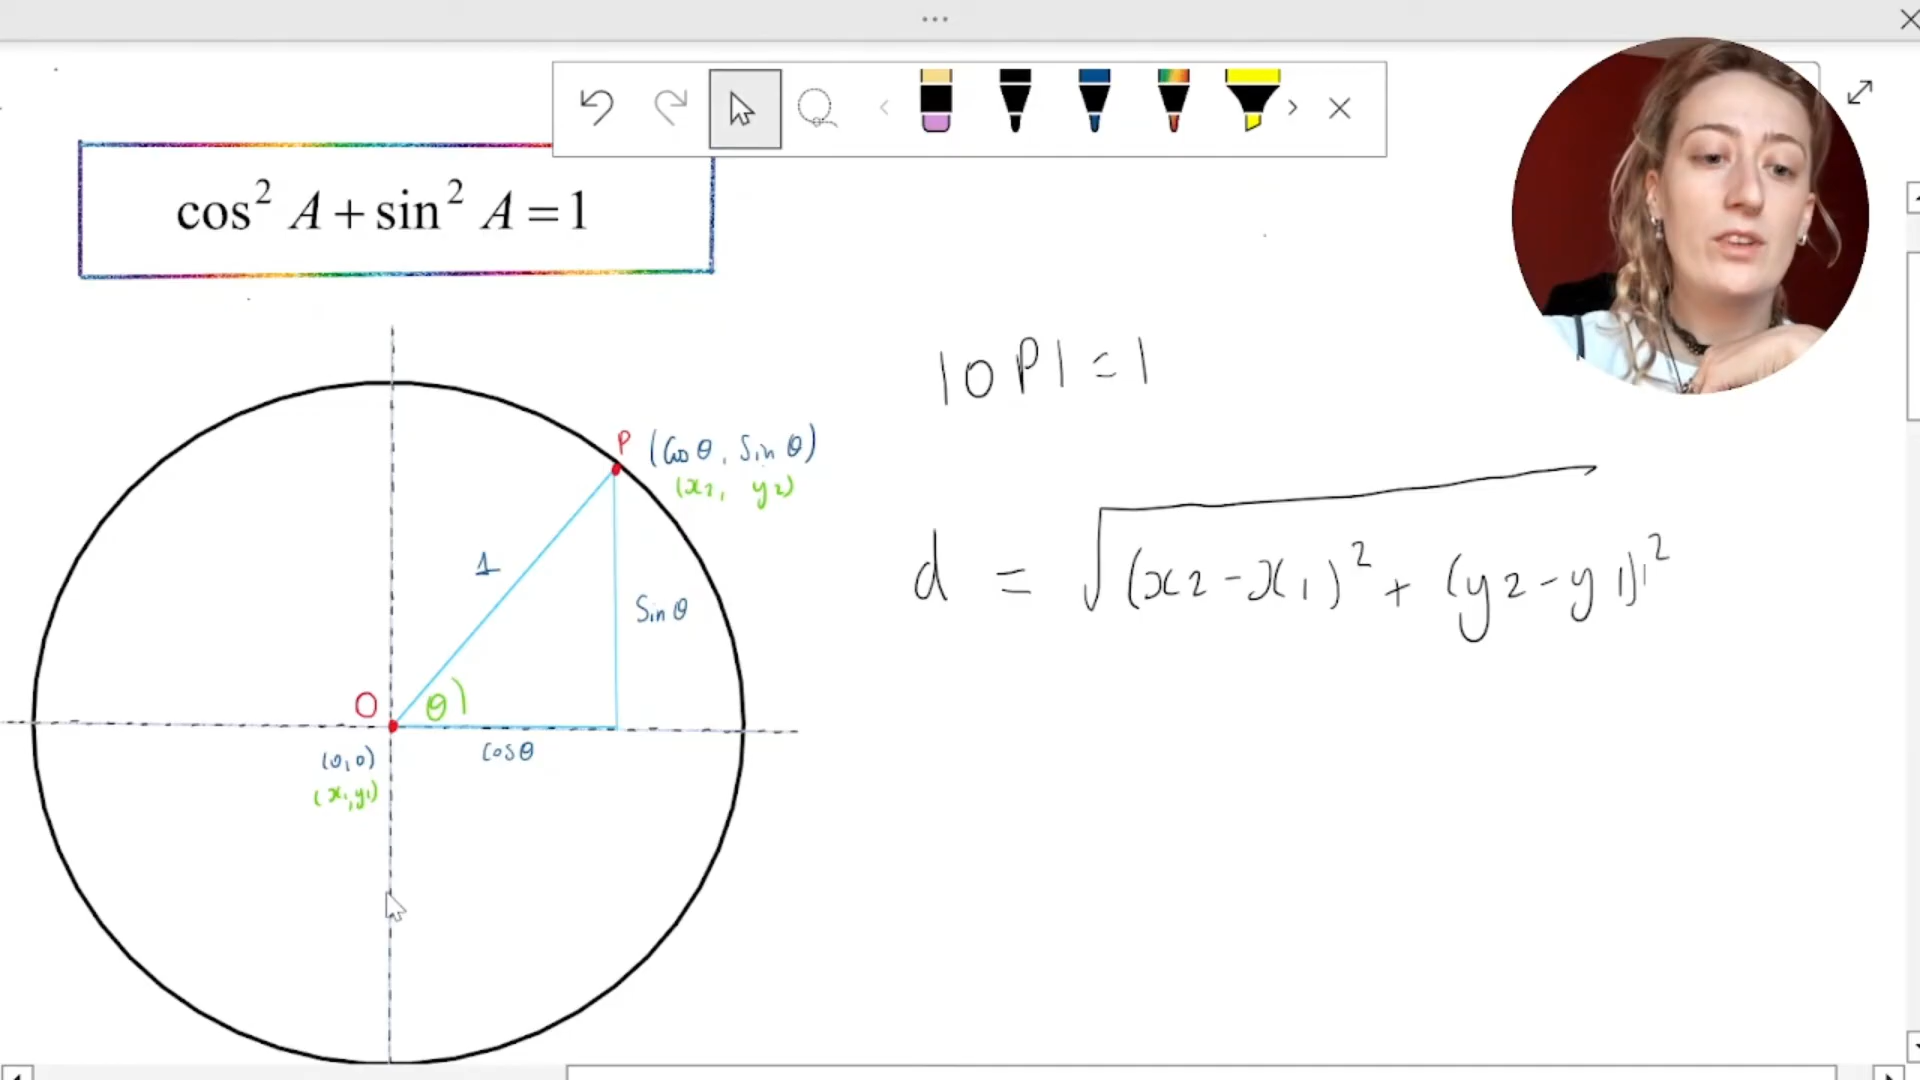 cos² A + sin² A = 1
|OP| = 1
P (Cos θ, Sin θ)
(x₂, y₂)
1
d = √(x₂ - x₁)² + (y₂ - y₁)²
Sin θ
O
θ
(0,0)
cos θ
(x₁, y₁)